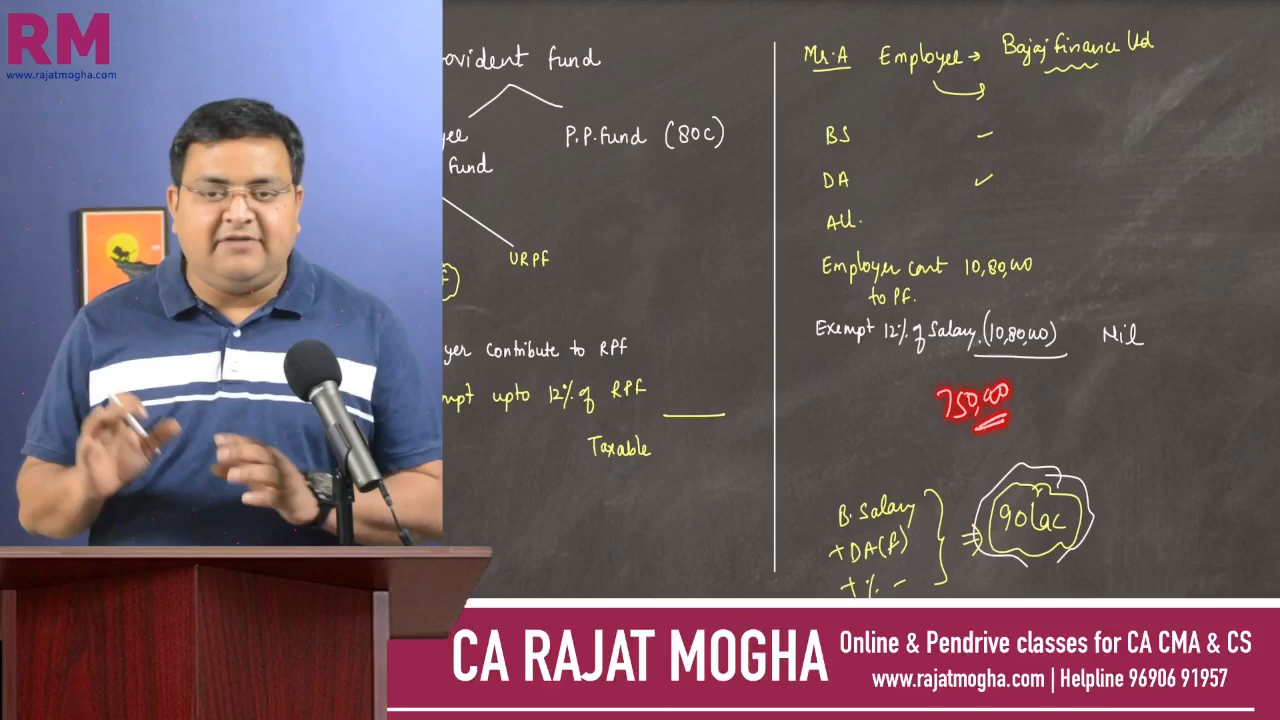 RM
www.rajatmogha.com
ovident fund
yee
fund
P.P.Fund (80C)
URPF
yer contribute to RPF
mpt upto 12% of RPF
Taxable
Mr.A Employee → Bajaj Finance Ltd
BS
DA ✓
All.
Employer cont 10,80,000
to PF.
Exempt 12% of Salary (10,80,000) Nil
750,000
B. Salary
+ DA(f)
+ % -
⇒ 90 lac
CA RAJAT MOGHA
Online & Pendrive classes for CA CMA & CS
www.rajatmogha.com | Helpline 96906 91957